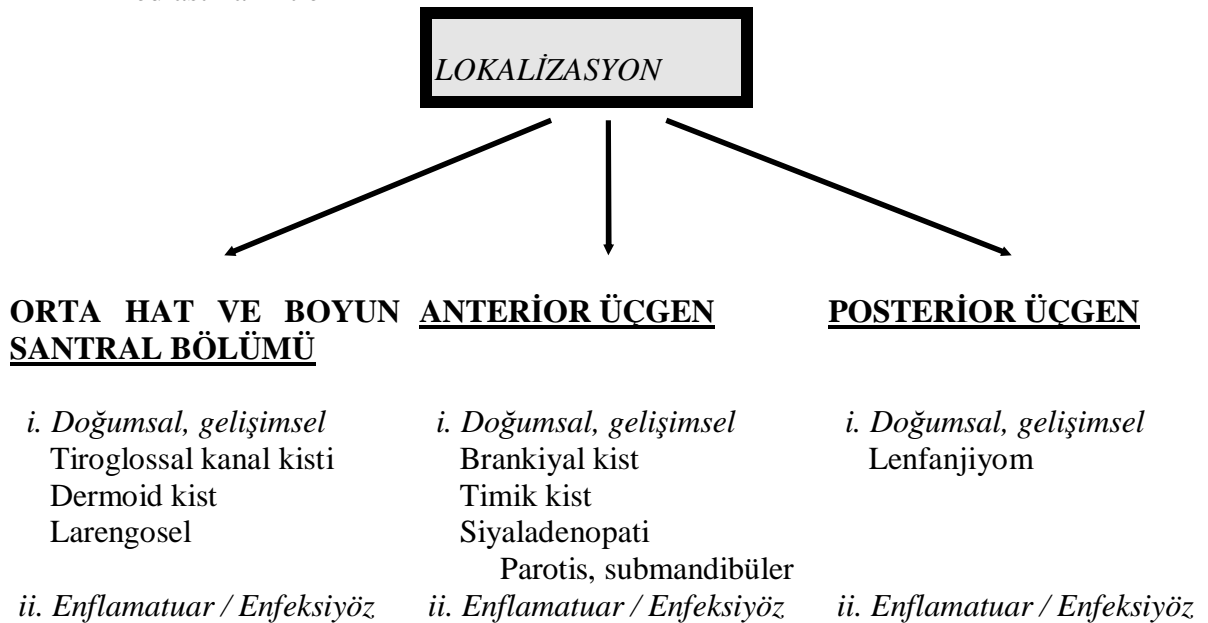 LOKALİZASYON
ORTA HAT VE BOYUN
SANTRAL BÖLÜMÜ
i. Doğumsal, gelişimsel
Tiroglossal kanal kisti
Dermoid kist
Larengosel
ii. Enflamatuar / Enfeksiyöz
ANTERİOR ÜÇGEN
i. Doğumsal, gelişimsel
Brankiyal kist
Timik kist
Siyaladenopati
Parotis, submandibüler
ii. Enflamatuar / Enfeksiyöz
POSTERİOR ÜÇGEN
i. Doğumsal, gelişimsel
Lenfanjiyom
ii. Enflamatuar / Enfeksiyöz